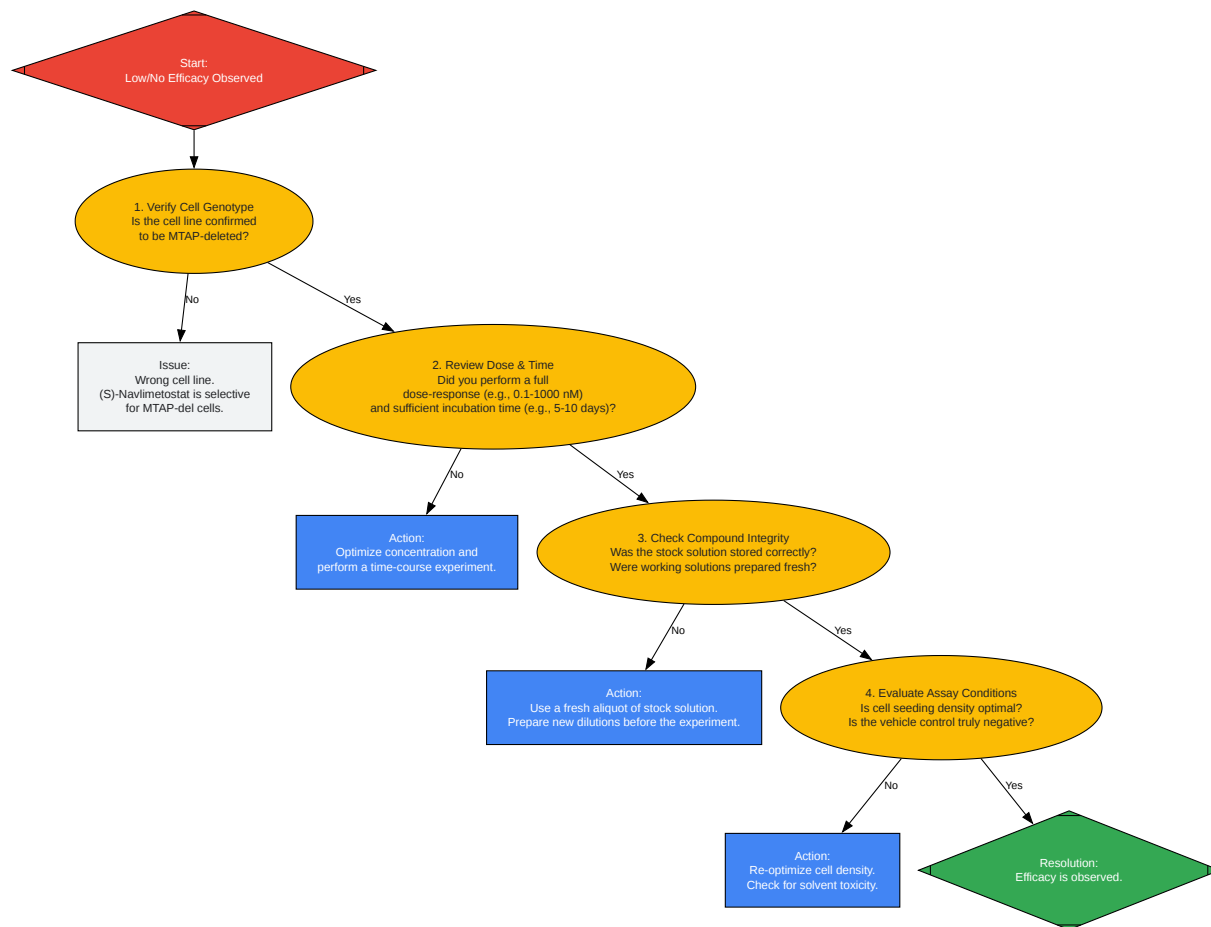 Start:
Low/No Efficacy Observed
1. Verify Cell Genotype
Is the cell line confirmed
to be MTAP-deleted?
No
Yes
Issue:
Wrong cell line.
(S)-Navlimetostat is selective
for MTAP-del cells.
2. Review Dose & Time
Did you perform a full
dose-response (e.g., 0.1-1000 nM)
and sufficient incubation time (e.g., 5-10 days)?
No
Yes
Action:
Optimize concentration and
perform a time-course experiment.
3. Check Compound Integrity
Was the stock solution stored correctly?
Were working solutions prepared fresh?
No
Yes
Action:
Use a fresh aliquot of stock solution.
Prepare new dilutions before the experiment.
4. Evaluate Assay Conditions
Is cell seeding density optimal?
Is the vehicle control truly negative?
No
Yes
Action:
Re-optimize cell density.
Check for solvent toxicity.
Resolution:
Efficacy is observed.